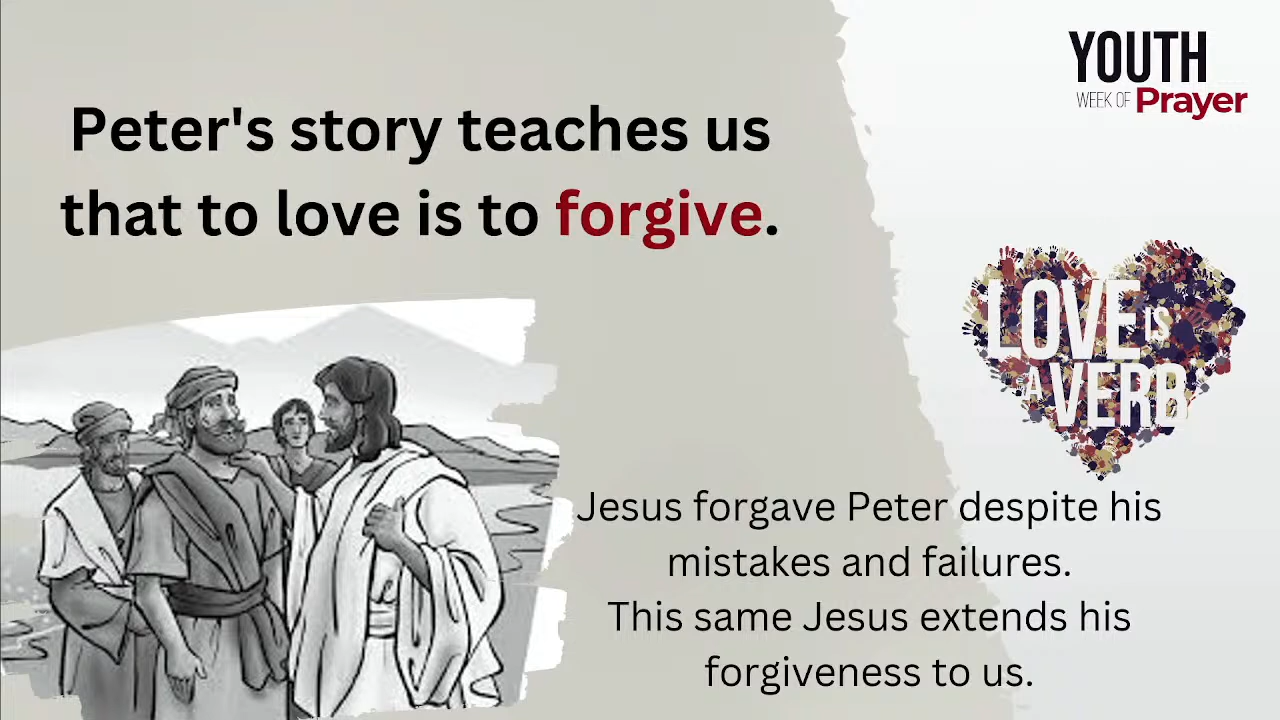 YOUTH
WEEK OF Prayer
Peter's story teaches us
that to love is to forgive.
LOVE IS
A VERB
Jesus forgave Peter despite his
mistakes and failures.
This same Jesus extends his
forgiveness to us.